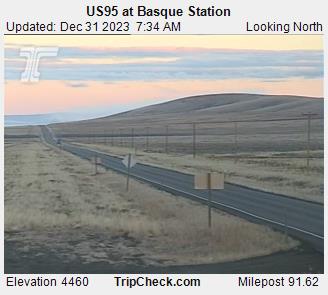 US95 at Basque Station
Updated: Dec 31 2023 7:34 AM Looking North
Elevation 4460 TripCheck.com Milepost 91.62